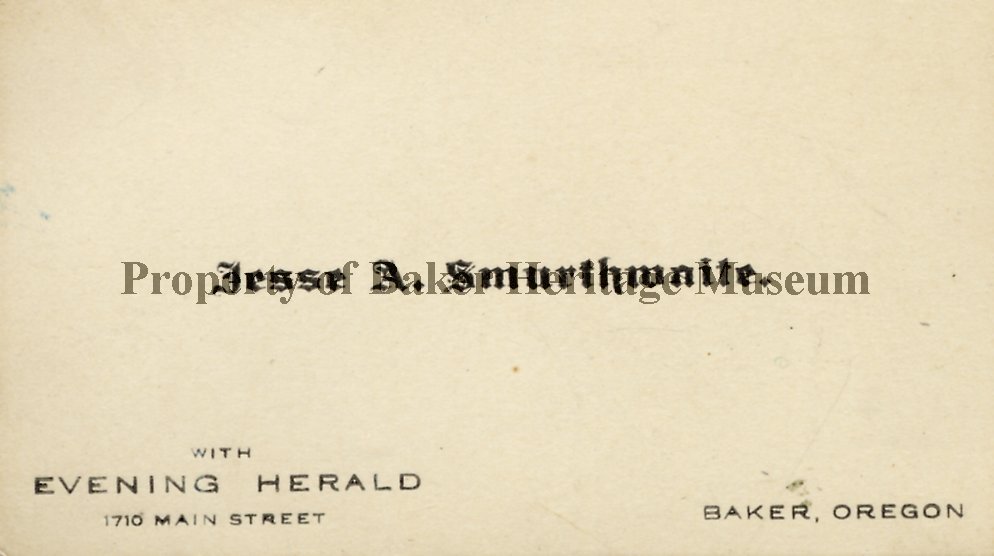 Property of Baker Heritage Museum
Jesse A. Smurthwaite.
WITH
EVENING HERALD
1710 MAIN STREET
BAKER, OREGON